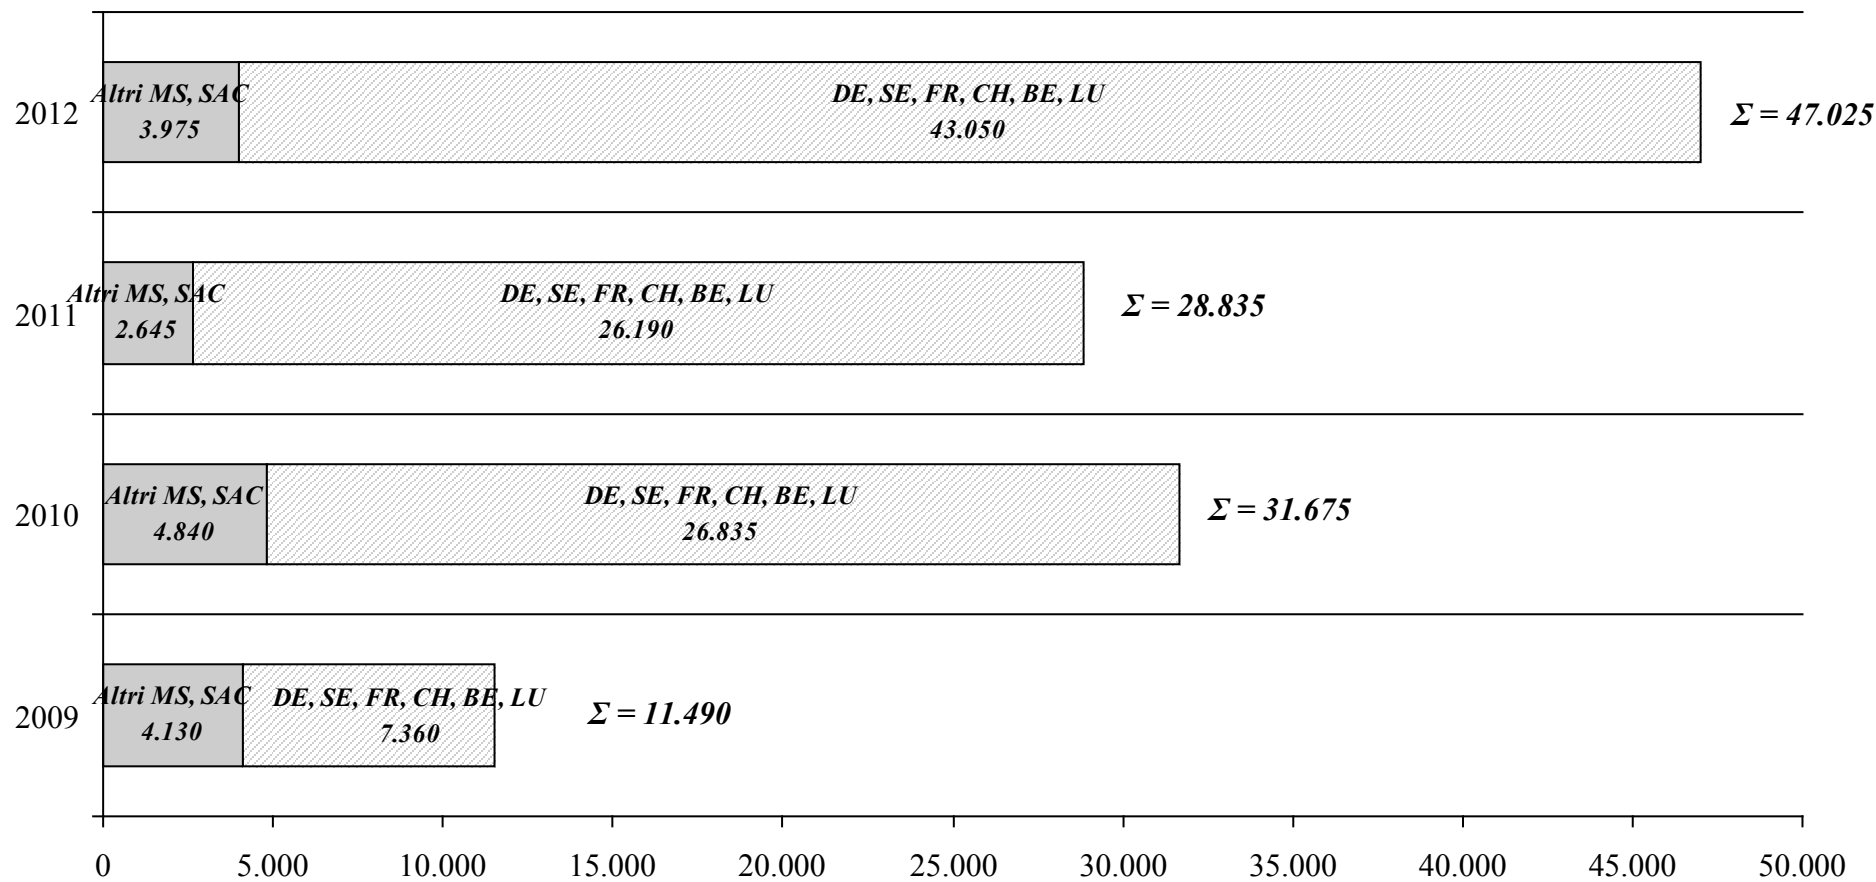 2012
Altri MS, SAC
3.975
DE, SE, FR, CH, BE, LU
43.050
Σ = 47.025
2011
Altri MS, SAC
2.645
DE, SE, FR, CH, BE, LU
26.190
Σ = 28.835
2010
Altri MS, SAC
4.840
DE, SE, FR, CH, BE, LU
26.835
Σ = 31.675
2009
Altri MS, SAC
4.130
DE, SE, FR, CH, BE, LU
7.360
Σ = 11.490
0 5.000 10.000 15.000 20.000 25.000 30.000 35.000 40.000 45.000 50.000